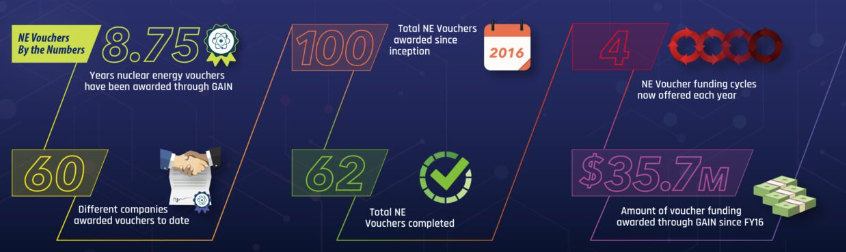 NE Vouchers
By the Numbers
8.75
Years nuclear energy vouchers
have been awarded through GAIN
60
Different companies
awarded vouchers to date
100
Total NE Vouchers
awarded since
inception
2016
62
Total NE
Vouchers completed
4
NE Voucher funding cycles
now offered each year
$35.7M
Amount of voucher funding
awarded through GAIN since FY16